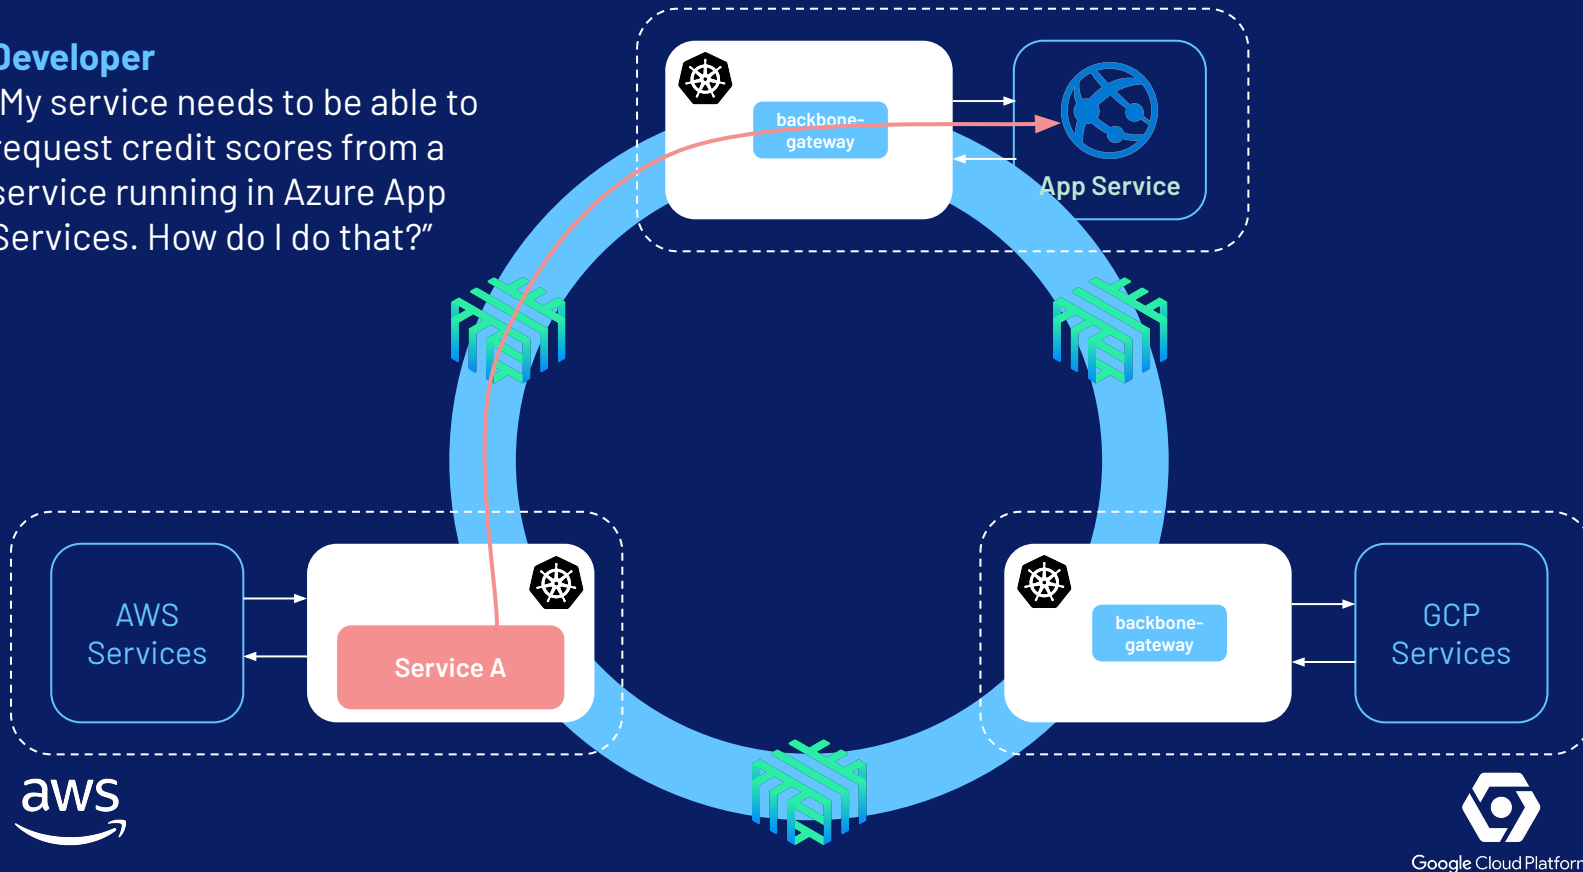 Developer
"My service needs to be able to
request credit scores from a
service running in Azure App
Services. How do I do that?”
backbone-
gateway
App Service
AWS
Services
Service A
backbone-
gateway
GCP
Services
aws
Google Cloud Platform